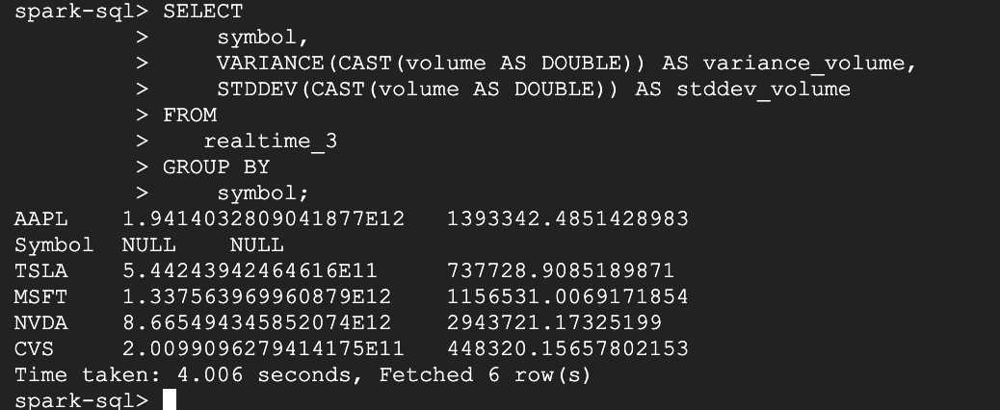 spark-sql> SELECT
         >     symbol,
         >     VARIANCE(CAST(volume AS DOUBLE)) AS variance_volume,
         >     STDDEV(CAST(volume AS DOUBLE)) AS stddev_volume
         > FROM
         >    realtime_3
         > GROUP BY
         >     symbol;
AAPL    1.9414032809041877E12   1393342.4851428983
Symbol  NULL    NULL
TSLA    5.44243942464616E11     737728.9085189871
MSFT    1.337563969960879E12    1156531.0069171854
NVDA    8.665494345852074E12    2943721.17325199
CVS     2.0099096279414175E11   448320.15657802153
Time taken: 4.006 seconds, Fetched 6 row(s)
spark-sql>